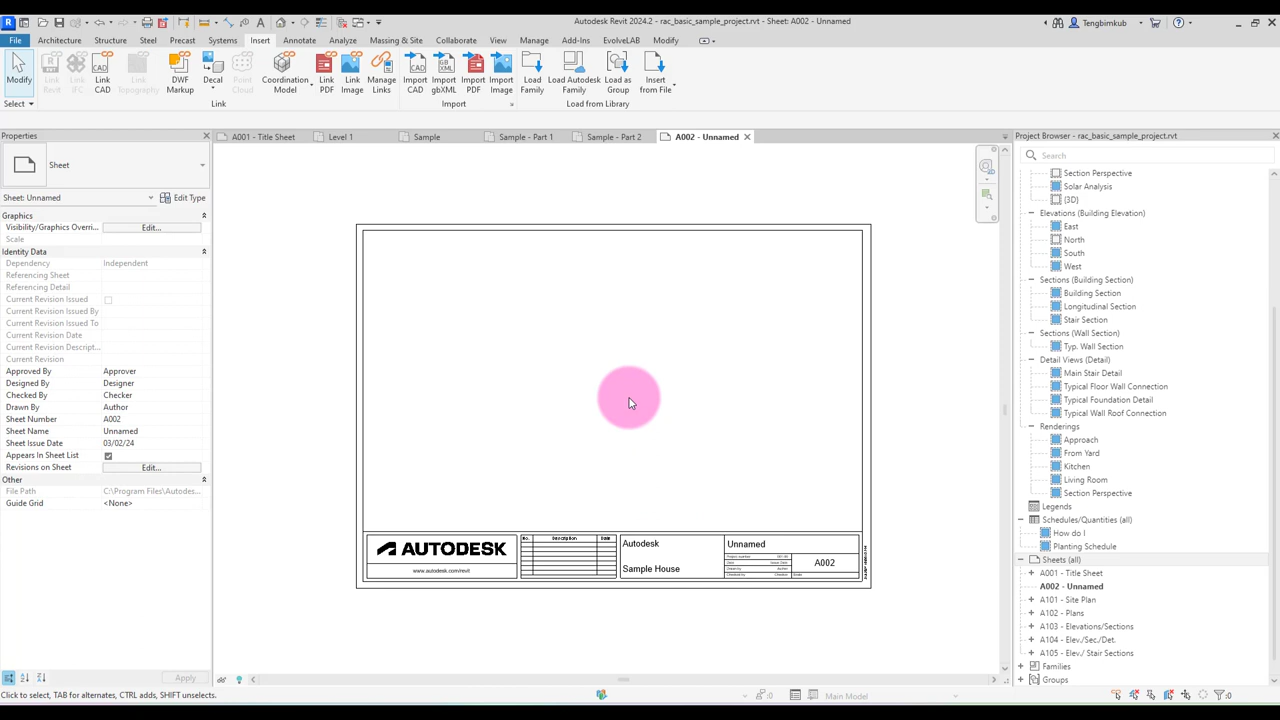 Autodesk Revit 2024.2 - rac_basic_sample_project.rvt - Sheet: A002 - Unnamed
Tengbimkub
File Architecture Structure Steel Precast Systems Insert Annotate Analyze Massing & Site Collaborate View Manage Add-Ins EvolveLAB Modify
Modify
Link Revit
Link IFC
Link CAD
Link Topography
DWF Markup
Decal
Point Cloud
Coordination Model
Link PDF
Link Image
Manage Links
Import CAD
Import gbXML
Import PDF
Import Image
Load Family
Load Autodesk Family
Load as Group
Insert from File
Select Link Import Load from Library
Properties
A001 - Title Sheet Level 1 Sample Sample - Part 1 Sample - Part 2 A002 - Unnamed
Project Browser - rac_basic_sample_project.rvt
Search
Sheet
Sheet: Unnamed Edit Type
Graphics
Visibility/Graphics Overri... Edit...
Scale
Identity Data
Dependency Independent
Referencing Sheet
Referencing Detail
Current Revision Issued
Current Revision Issued By
Current Revision Issued To
Current Revision Date
Current Revision Descript...
Current Revision
Approved By Approver
Designed By Designer
Checked By Checker
Drawn By Author
Sheet Number A002
Sheet Name Unnamed
Sheet Issue Date 03/02/24
Appears In Sheet List
Revisions on Sheet Edit...
Other
File Path C:\Program Files\Autodes...
Guide Grid <None>
Apply
AUTODESK
www.autodesk.com/revit
No. Description Date
Autodesk
Sample House
Unnamed
A002
Section Perspective
Solar Analysis
{3D}
Elevations (Building Elevation)
East
North
South
West
Sections (Building Section)
Building Section
Longitudinal Section
Stair Section
Sections (Wall Section)
Typ. Wall Section
Detail Views (Detail)
Main Stair Detail
Typical Floor Wall Connection
Typical Foundation Detail
Typical Wall Roof Connection
Renderings
Approach
From Yard
Kitchen
Living Room
Section Perspective
Legends
Schedules/Quantities (all)
How do I
Planting Schedule
Sheets (all)
A001 - Title Sheet
A002 - Unnamed
A101 - Site Plan
A102 - Plans
A103 - Elevations/Sections
A104 - Elev./Sec./Det.
A105 - Elev./ Stair Sections
Families
Groups
Click to select, TAB for alternates, CTRL adds, SHIFT unselects.
:0 Main Model :0